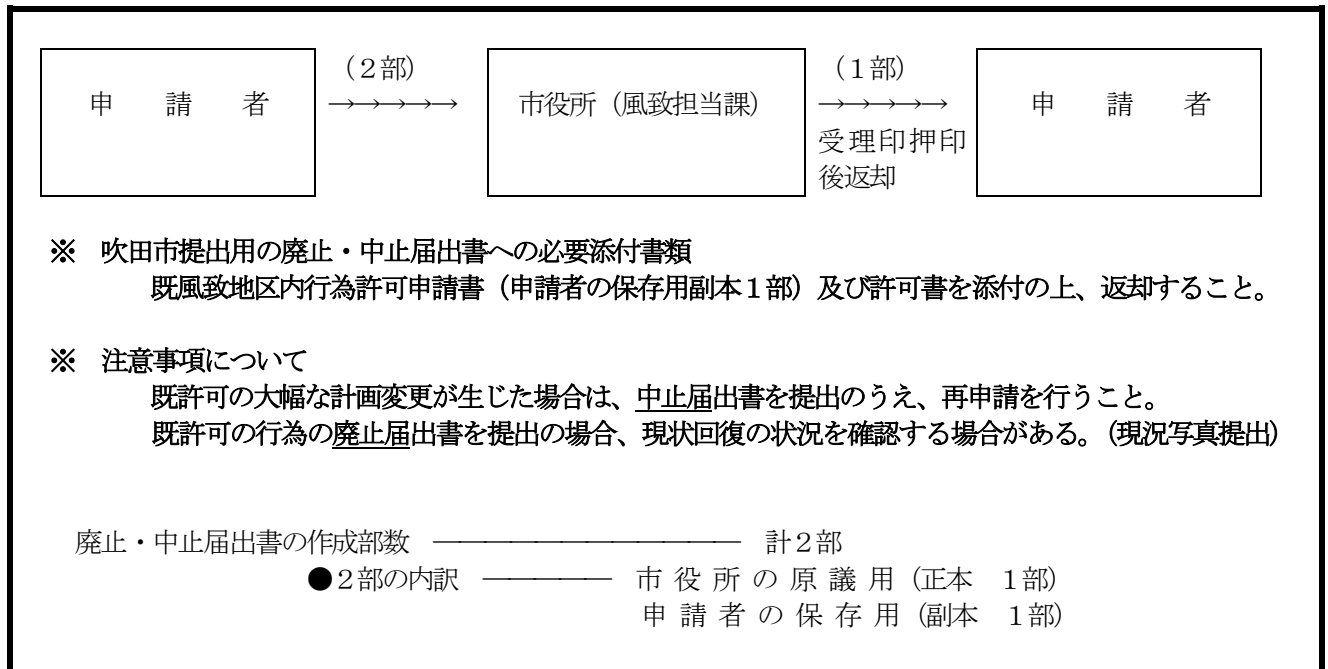 （２部）
（１部）
申　　請　　者
→→→→→
市役所（風致担当課）
→→→→→
申　　請　　者
受理印押印
後返却
※　吹田市提出用の廃止・中止届出書への必要添付書類
既風致地区内行為許可申請書（申請者の保存用副本１部）及び許可書を添付の上、返却すること。
※　注意事項について
既許可の大幅な計画変更が生じた場合は、中止届出書を提出のうえ、再申請を行うこと。
既許可の行為の廃止届出書を提出の場合、現状回復の状況を確認する場合がある。（現況写真提出）
廃止・中止届出書の作成部数　――――――――――――　計２部
●２部の内訳　―――――　市 役 所 の 原 議 用（正本　１部）
申 請 者 の 保 存 用（副本　１部）